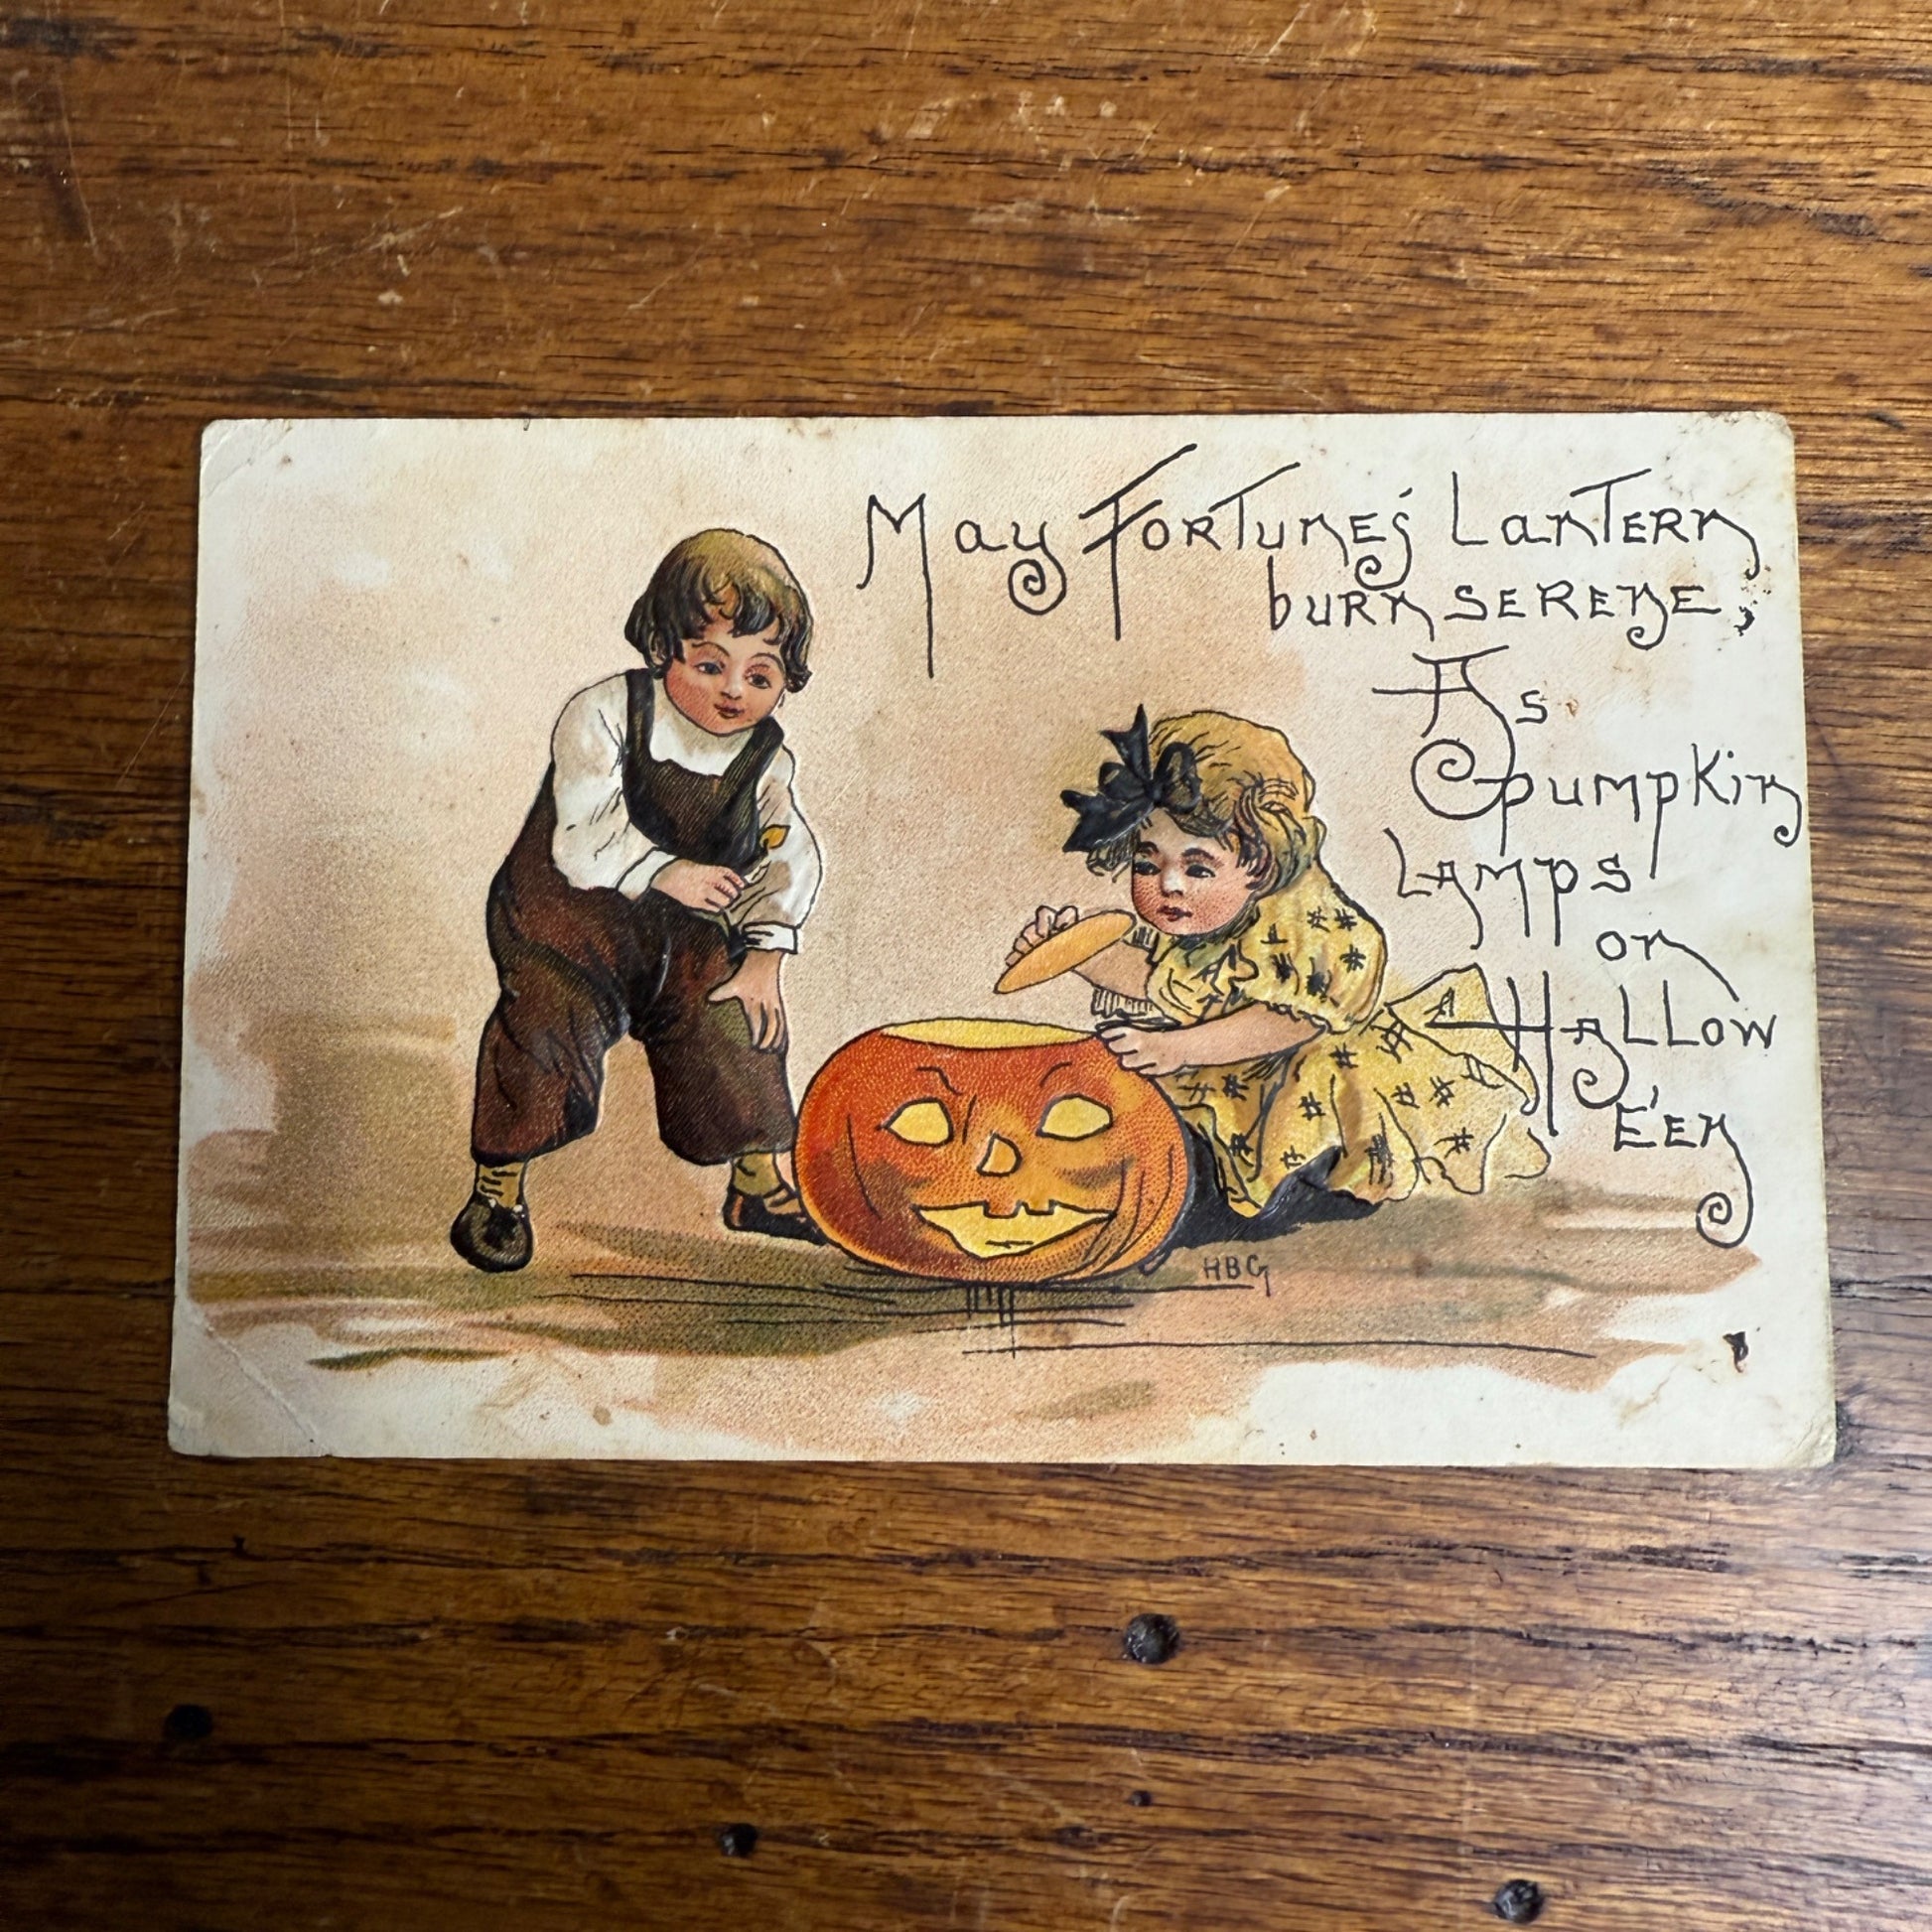 May Fortune's Lantern
burn serene,
As
pumpkin
Lamps
on
Hallow
E'en
HBG